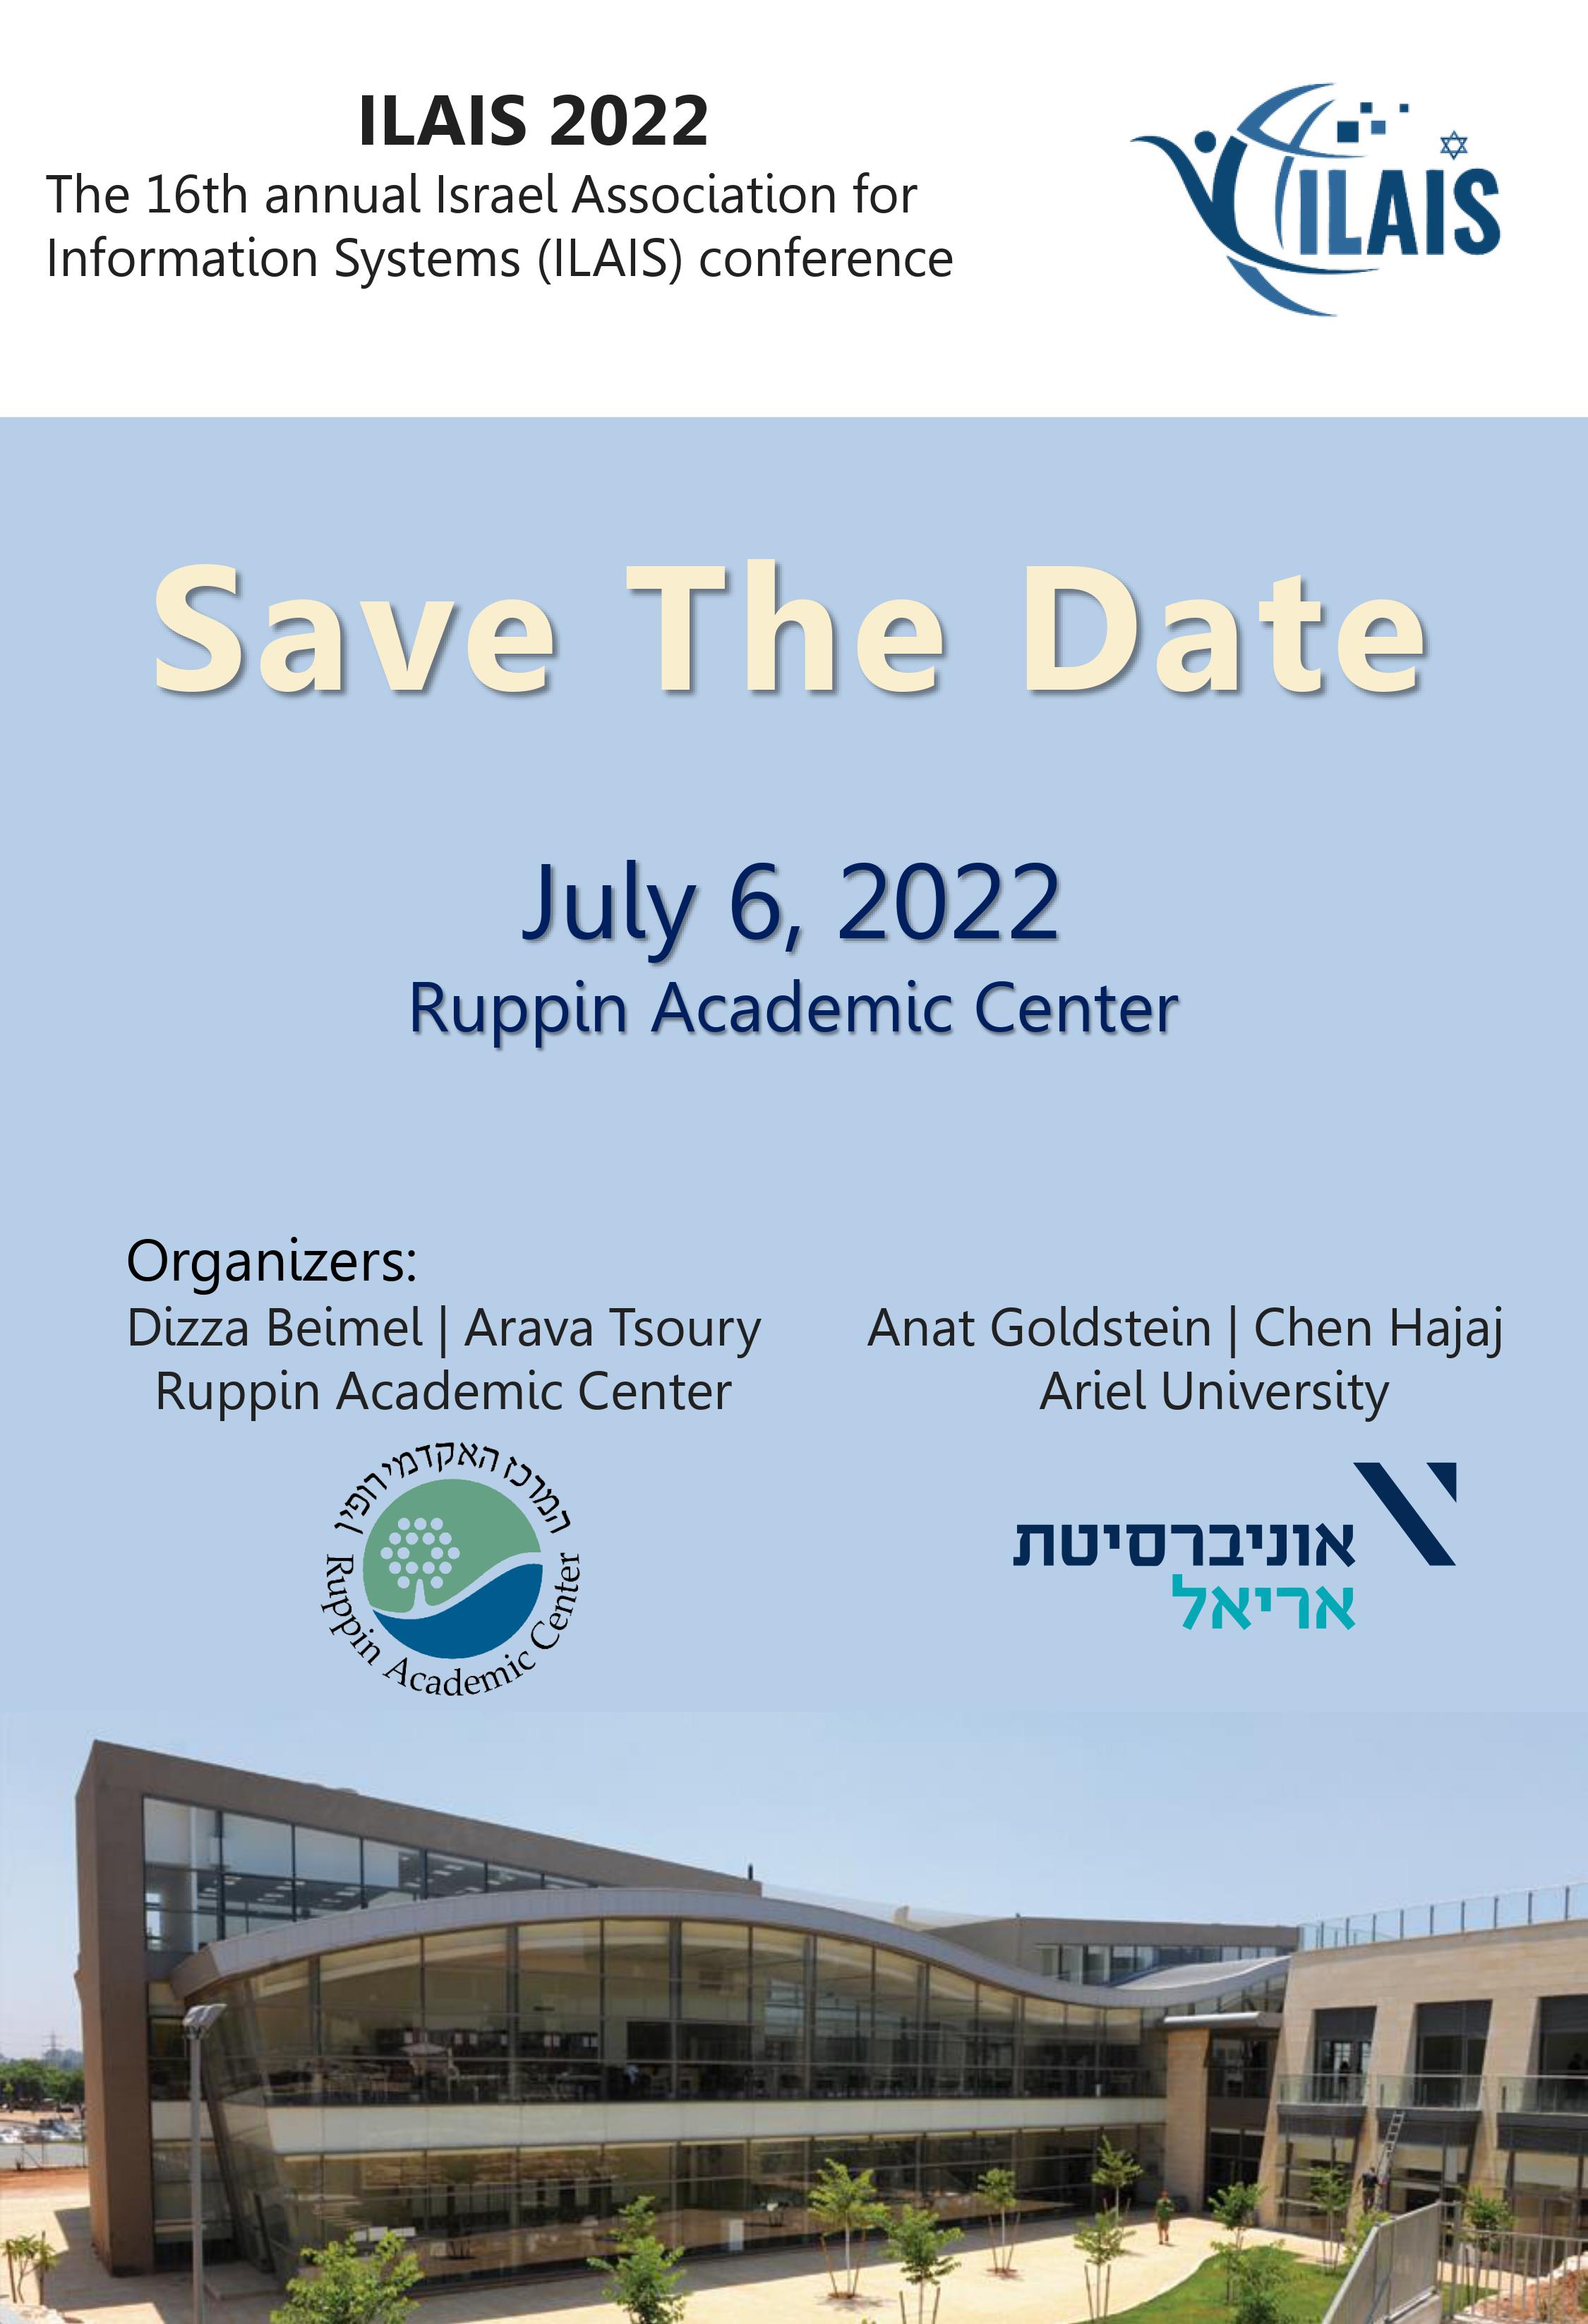 ILAIS 2022
The 16th annual Israel Association for
Information Systems (ILAIS) conference
ILAIS
Save The Date
July 6, 2022
Ruppin Academic Center
Organizers:
Dizza Beimel | Arava Tsoury
Ruppin Academic Center
Anat Goldstein | Chen Hajaj
Ariel University
המרכז האקדמי רופין
Ruppin Academic Center
אוניברסיטת
אריאל